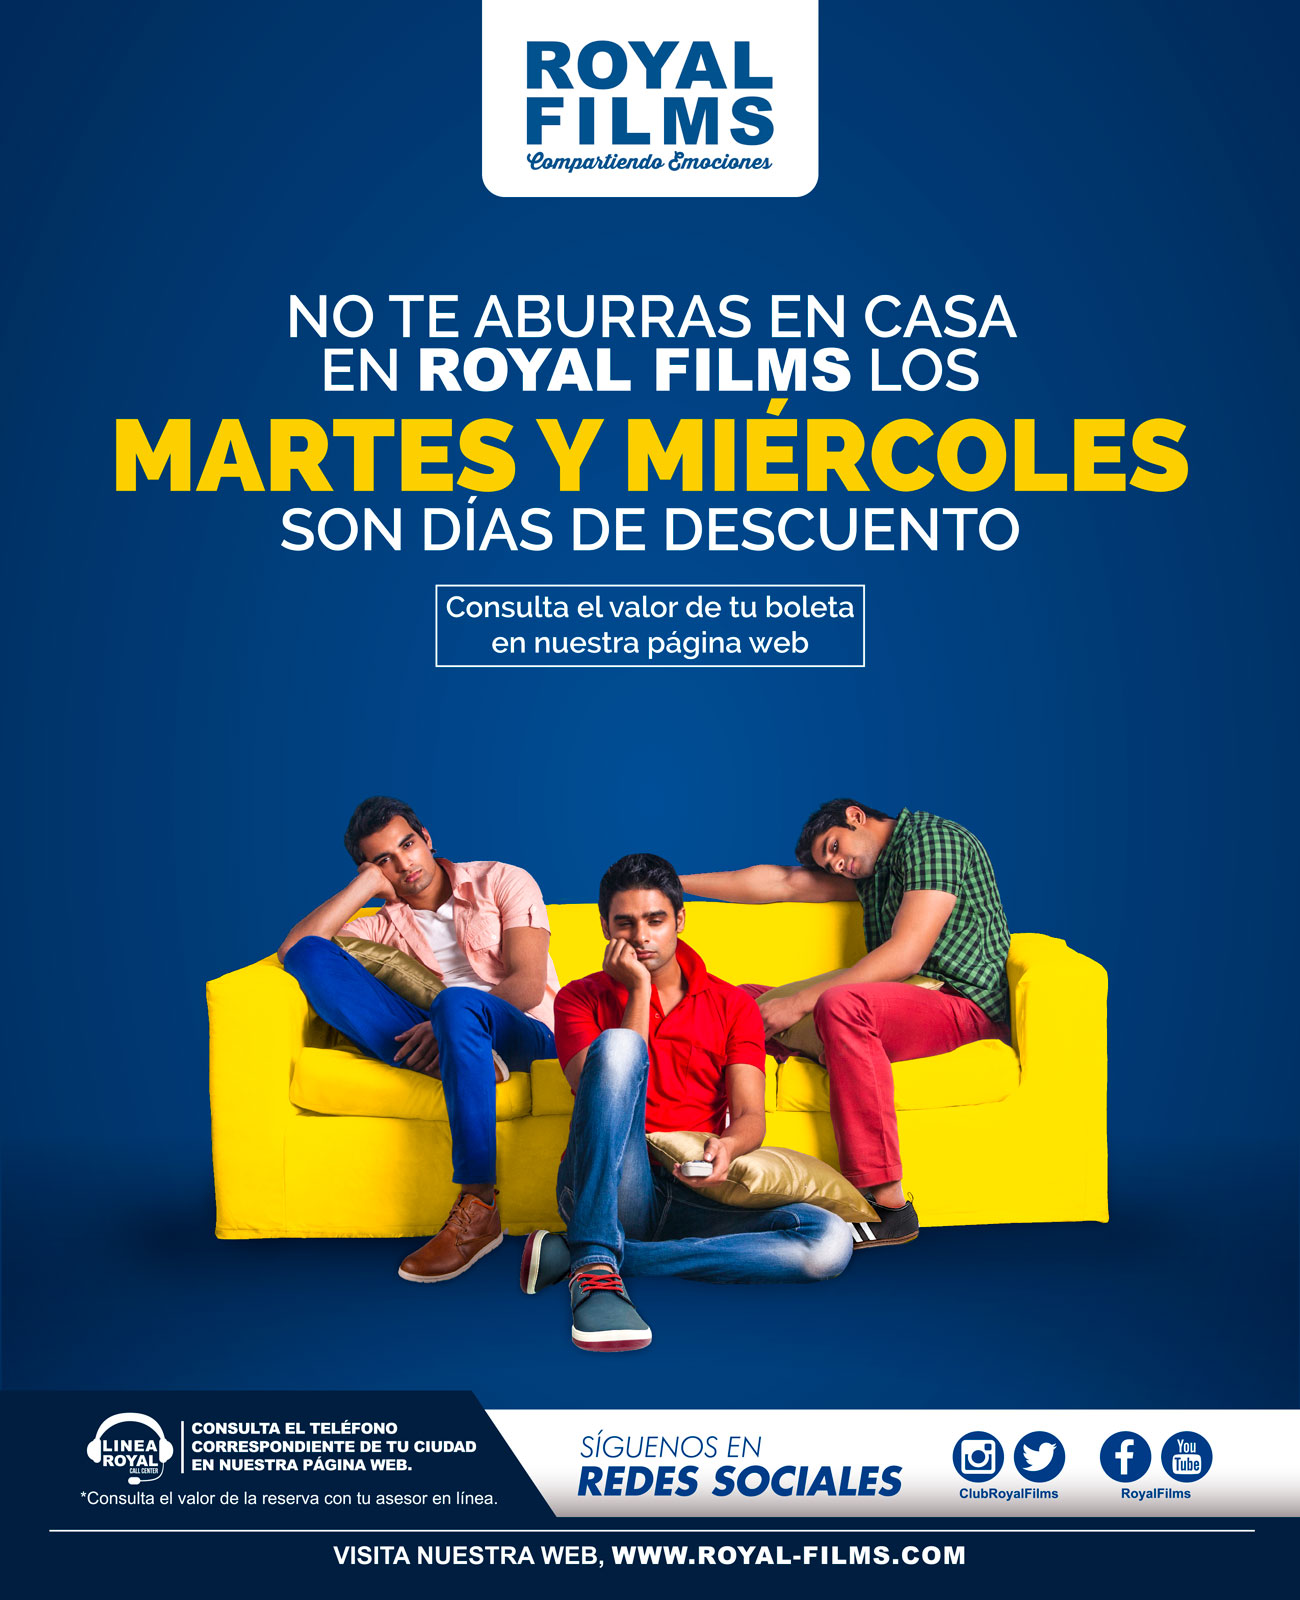 ROYAL
FILMS
Compartiendo Emociones
NO TE ABURRAS EN CASA
EN ROYAL FILMS LOS
MARTES Y MIÉRCOLES
SON DÍAS DE DESCUENTO
Consulta el valor de tu boleta
en nuestra página web
LINEA
ROYAL
CALL CENTER
CONSULTA EL TELÉFONO
CORRESPONDIENTE DE TU CIUDAD
EN NUESTRA PÁGINA WEB.
*Consulta el valor de la reserva con tu asesor en línea.
SÍGUENOS EN
REDES SOCIALES
You
Tube
ClubRoyalFilms
RoyalFilms
VISITA NUESTRA WEB, WWW.ROYAL-FILMS.COM